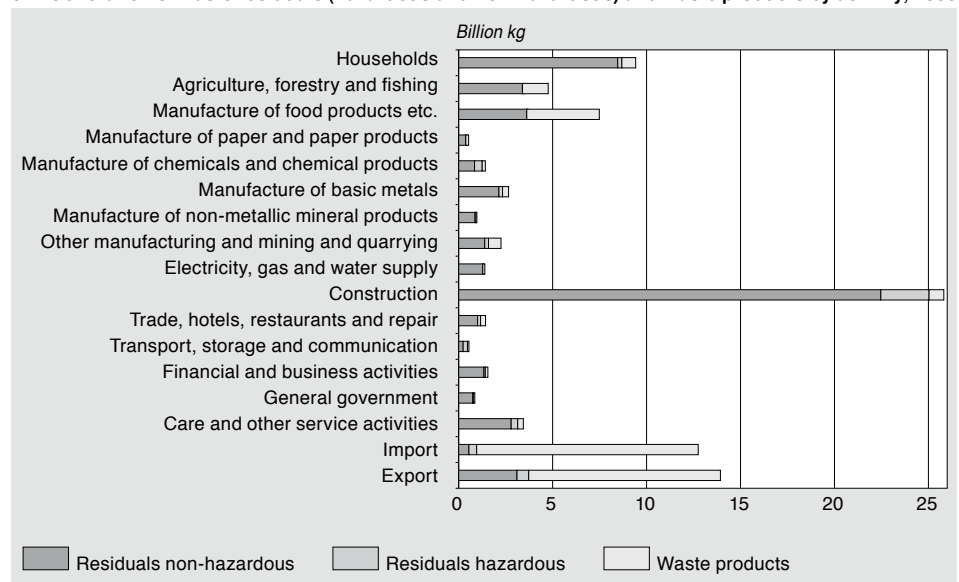 Billion kg
Households
Agriculture, forestry and fishing
Manufacture of food products etc.
Manufacture of paper and paper products
Manufacture of chemicals and chemical products
Manufacture of basic metals
Manufacture of non-metallic mineral products
Other manufacturing and mining and quarrying
Electricity, gas and water supply
Construction
Trade, hotels, restaurants and repair
Transport, storage and communication
Financial and business activities
General government
Care and other service activities
Import
Export
0 5 10 15 20 25
Residuals non-hazardous Residuals hazardous Waste products